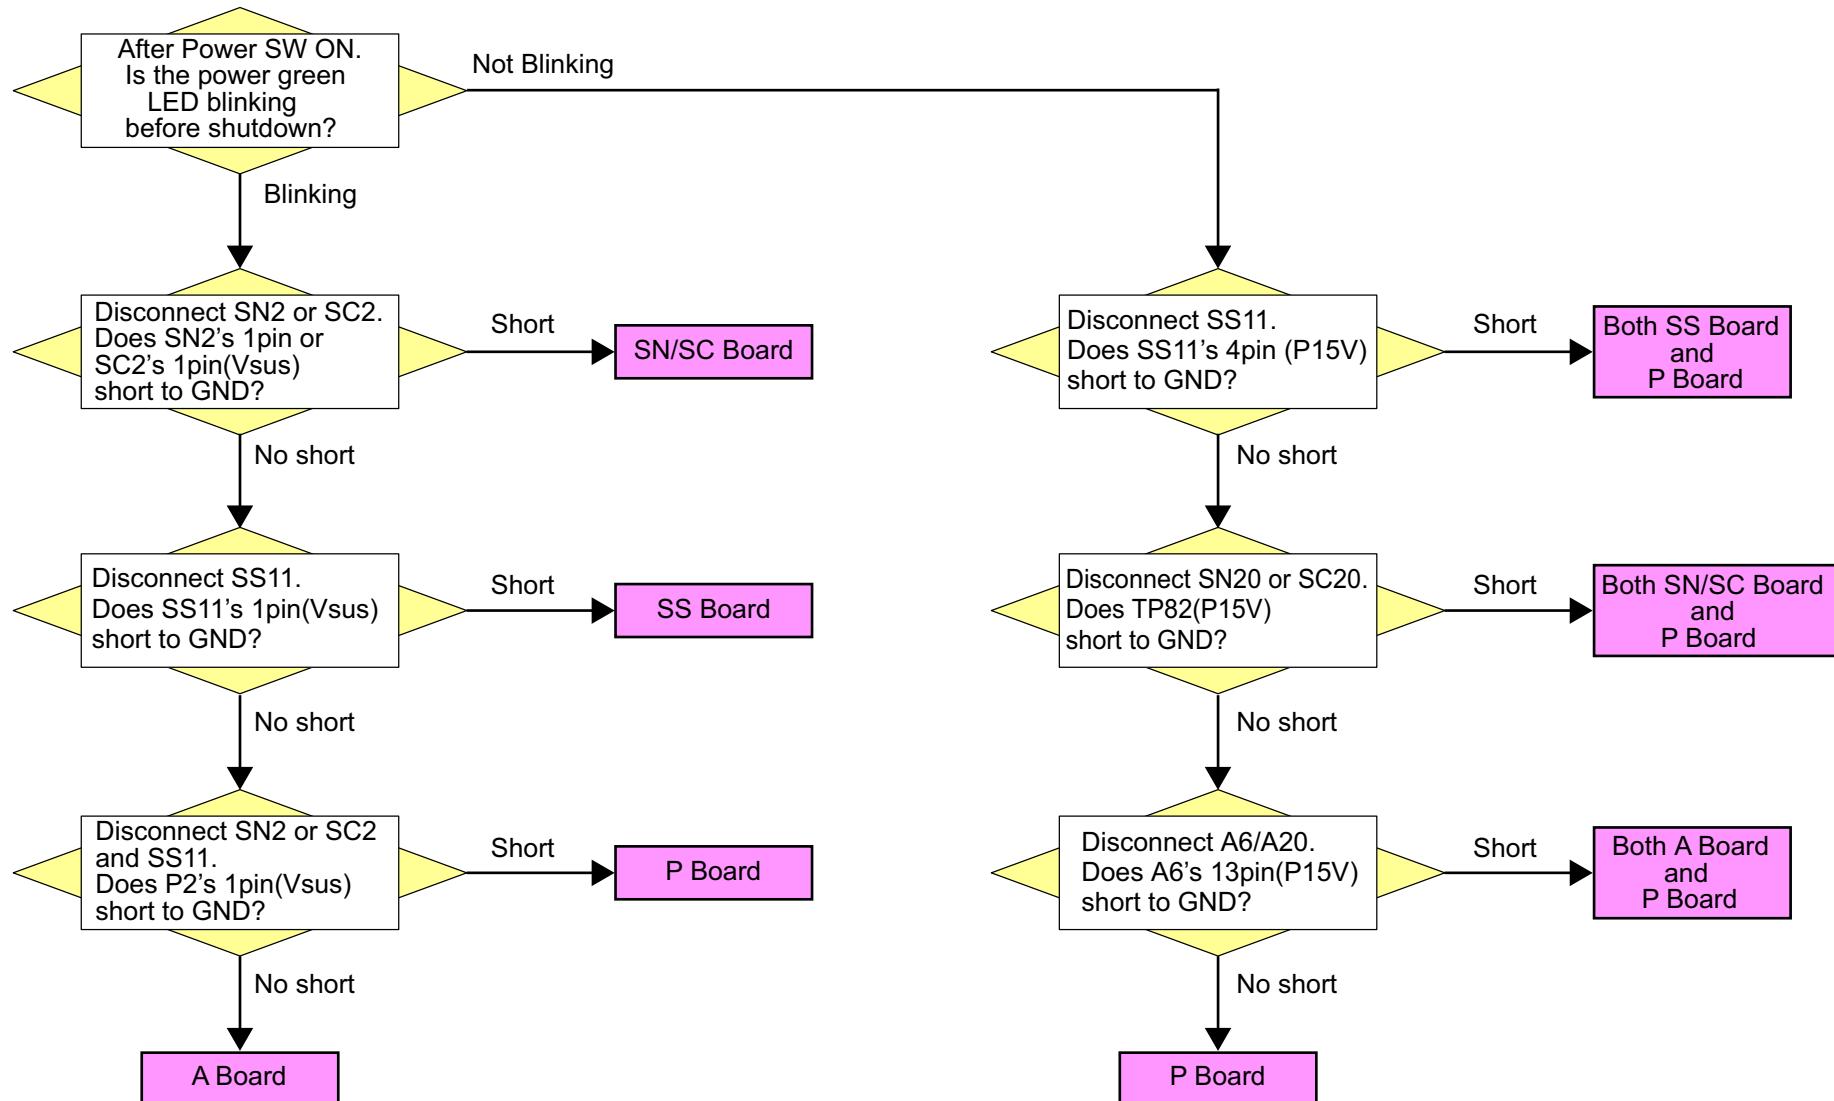 After Power SW ON.
Is the power green
LED blinking
before shutdown?
Not Blinking
Blinking
Disconnect SN2 or SC2.
Does SN2’s 1pin or
SC2’s 1pin(Vsus)
short to GND?
Short
SN/SC Board
No short
Disconnect SS11.
Does SS11’s 1pin(Vsus)
short to GND?
Short
SS Board
No short
Disconnect SN2 or SC2
and SS11.
Does P2’s 1pin(Vsus)
short to GND?
Short
P Board
No short
A Board
Disconnect SS11.
Does SS11’s 4pin (P15V)
short to GND?
Short
Both SS Board
and
P Board
No short
Disconnect SN20 or SC20.
Does TP82(P15V)
short to GND?
Short
Both SN/SC Board
and
P Board
No short
Disconnect A6/A20.
Does A6’s 13pin(P15V)
short to GND?
Short
Both A Board
and
P Board
No short
P Board